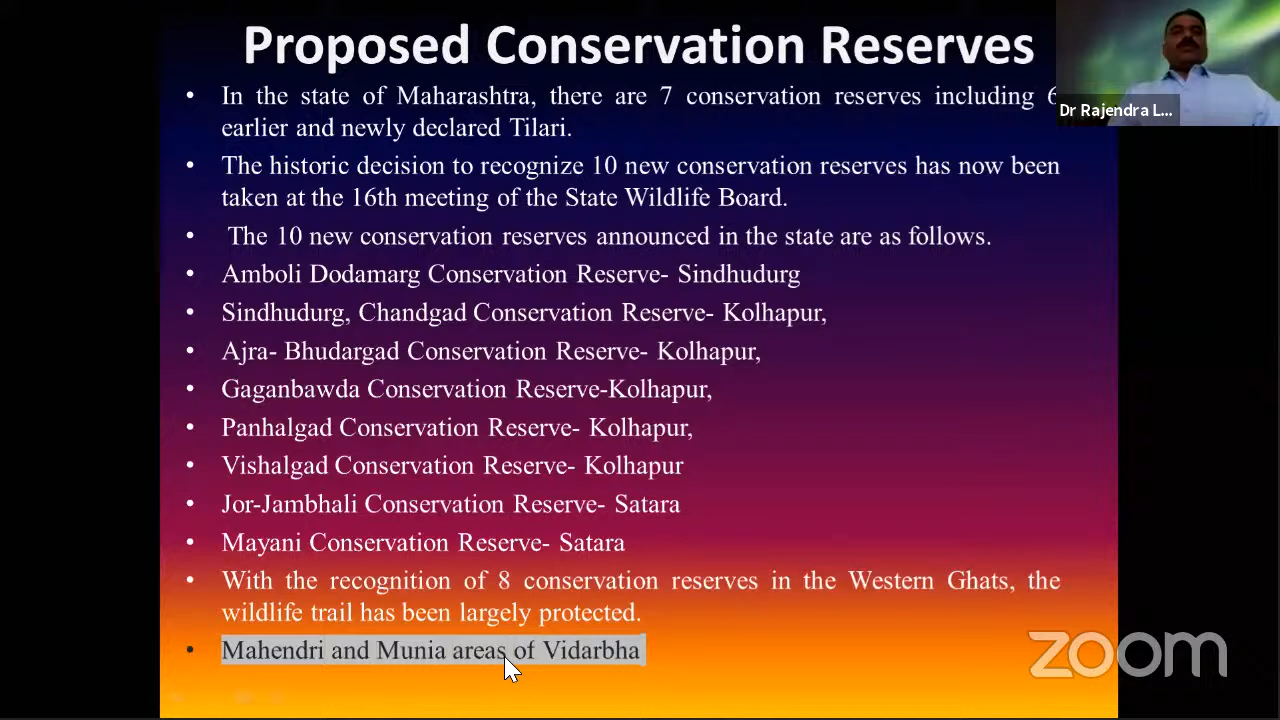 Proposed Conservation Reserves
• In the state of Maharashtra, there are 7 conservation reserves including 6
earlier and newly declared Tilari.
• The historic decision to recognize 10 new conservation reserves has now been
taken at the 16th meeting of the State Wildlife Board.
• The 10 new conservation reserves announced in the state are as follows.
• Amboli Dodamarg Conservation Reserve- Sindhudurg
• Sindhudurg, Chandgad Conservation Reserve- Kolhapur,
• Ajra- Bhudargad Conservation Reserve- Kolhapur,
• Gaganbawda Conservation Reserve-Kolhapur,
• Panhalgad Conservation Reserve- Kolhapur,
• Vishalgad Conservation Reserve- Kolhapur
• Jor-Jambhali Conservation Reserve- Satara
• Mayani Conservation Reserve- Satara
• With the recognition of 8 conservation reserves in the Western Ghats, the
wildlife trail has been largely protected.
• Mahendri and Munia areas of Vidarbha
Dr Rajendra L...
zoom